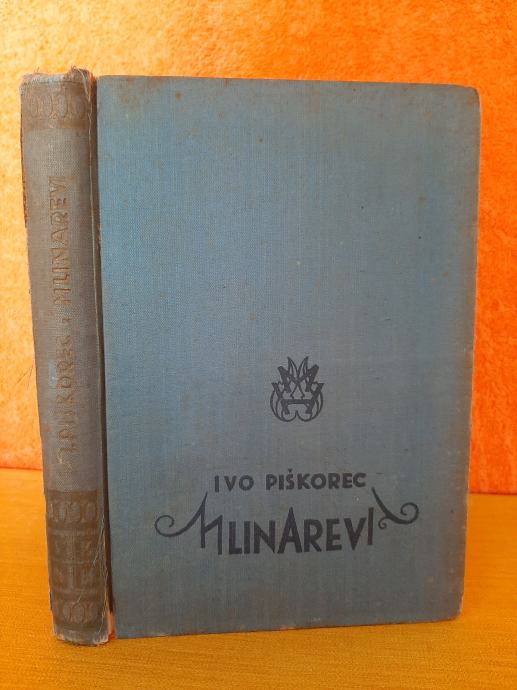 I. PIŠKOREC · MLINAREVI
IVO PIŠKOREC
MLINAREVI